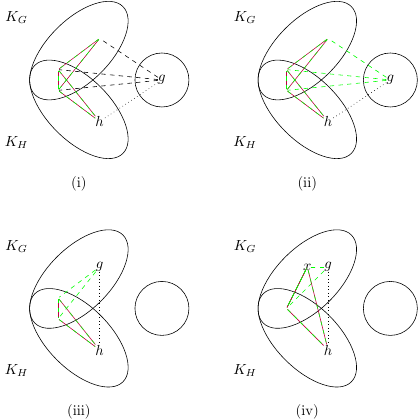 K_G K_G
g g
h h
K_H K_H
(i) (ii)
K_G K_G
g x g
h h
K_H K_H
(iii) (iv)